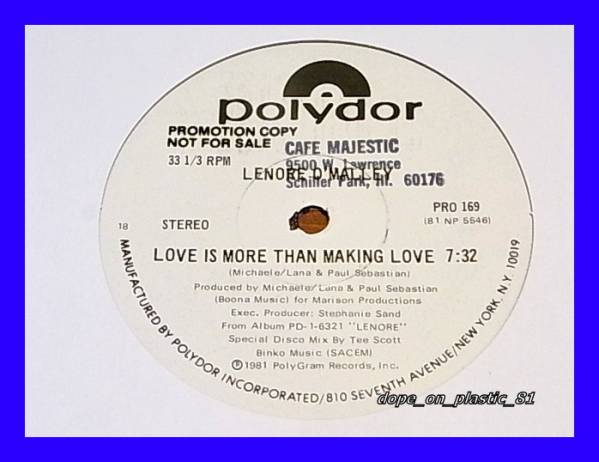 polydor
PROMOTION COPY
NOT FOR SALE
33 1/3 RPM
CAFE MAJESTIC
9500 W. Lawrence
LENORE O'MALLEY
Schiller Park, Ill. 60176
PRO 169
(81 NP 5546)
18
STEREO
LOVE IS MORE THAN MAKING LOVE 7:32
(Michaele/Lana & Paul Sebastian)
Produced by Michaele/Lana & Paul Sebastian
(Boona Music) for Marison Productions
Exec. Producer: Stephanie Sand
From Album PD-1-6321 "LENORE"
Special Disco Mix By Tee Scott
Binko Music (SACEM)
Ⓟ1981 PolyGram Records, Inc.
MANUFACTURED BY POLYDOR INCORPORATED/810 SEVENTH AVENUE/NEW YORK, N.Y. 10019
dope_on_plastic_81